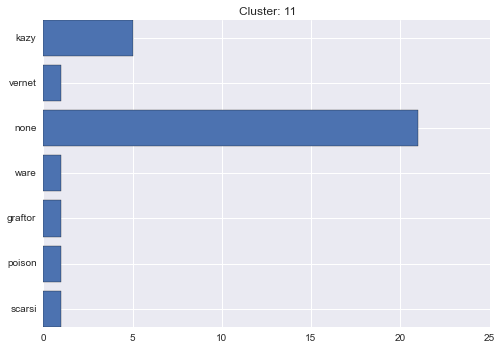 Cluster: 11
kazy
vernet
none
ware
graftor
poison
scarsi
0 5 10 15 20 25